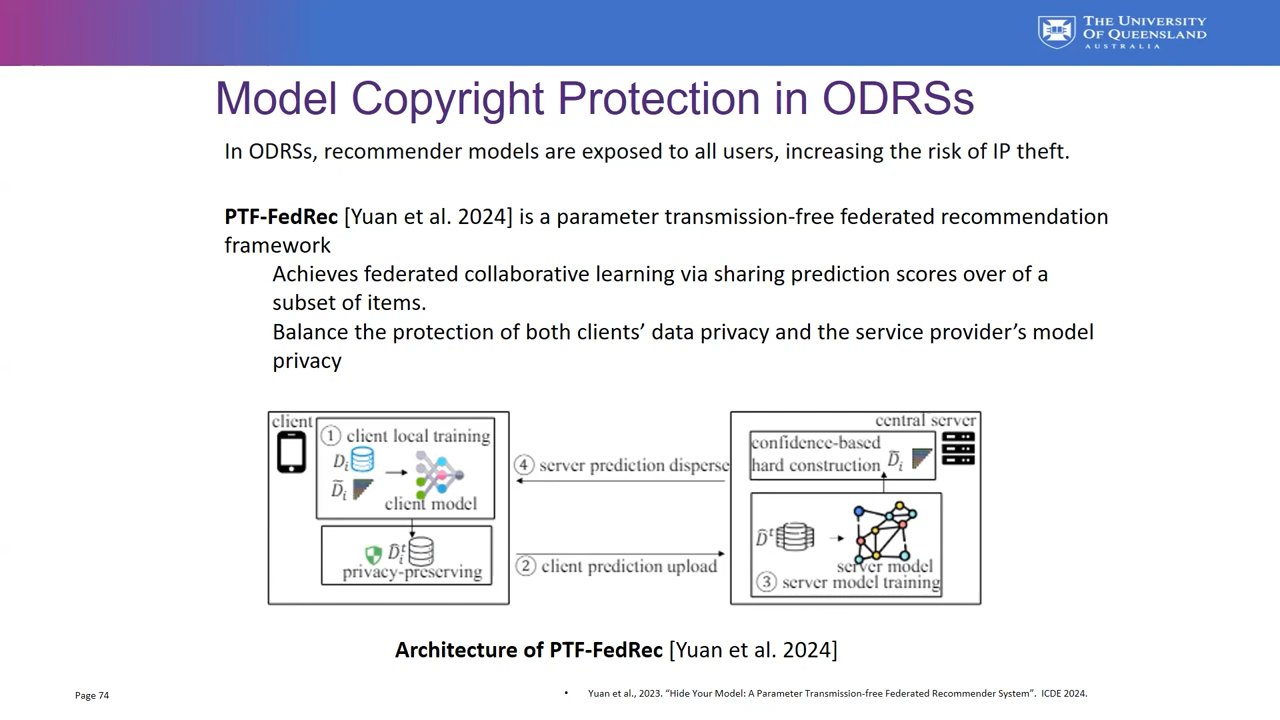 THE UNIVERSITY
OF QUEENSLAND
AUSTRALIA
Model Copyright Protection in ODRSs
In ODRSs, recommender models are exposed to all users, increasing the risk of IP theft.
PTF-FedRec [Yuan et al. 2024] is a parameter transmission-free federated recommendation
framework
Achieves federated collaborative learning via sharing prediction scores over of a
subset of items.
Balance the protection of both clients’ data privacy and the service provider’s model
privacy
client
① client local training
Dᵢ
D̃ᵢ
client model
D̂ᵢᵗ
privacy-preserving
④ server prediction disperse
② client prediction upload
central server
confidence-based
hard construction D̃ᵢ
D̂ᵗ
server model
③ server model training
Architecture of PTF-FedRec [Yuan et al. 2024]
Page 74
• Yuan et al., 2023. “Hide Your Model: A Parameter Transmission-free Federated Recommender System”. ICDE 2024.